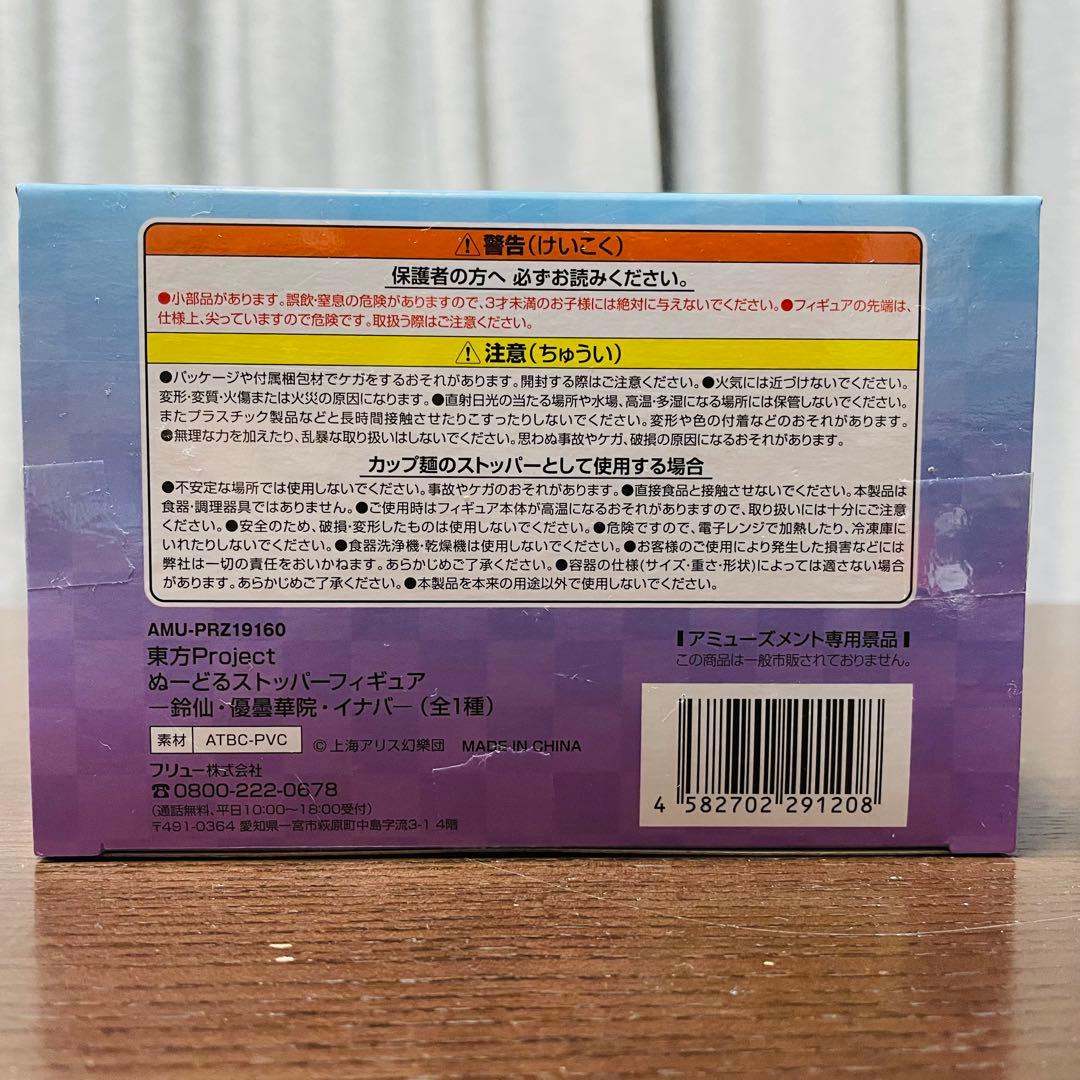 ⚠警告(けいこく)
保護者の方へ 必ずお読みください。
●小部品があります。誤飲・窒息の危険がありますので、3才未満のお子様には絶対に与えないでください。●フィギュアの先端は、
仕様上、尖っていますので危険です。取扱う際はご注意ください。
⚠注意(ちゅうい)
●パッケージや付属梱包材でケガをするおそれがあります。開封する際はご注意ください。●火気には近づけないでください。
変形・変質・火傷または火災の原因になります。●直射日光の当たる場所や水場、高温・多湿になる場所には保管しないでください。
またプラスチック製品などと長時間接触させたりこすったりしないでください。変形や色の付着などのおそれがあります。
●無理な力を加えたり、乱暴な取り扱いはしないでください。思わぬ事故やケガ、破損の原因になるおそれがあります。
カップ麺のストッパーとして使用する場合
●不安定な場所では使用しないでください。事故やケガのおそれがあります。●直接食品と接触させないでください。本製品は
食器・調理器具ではありません。●ご使用時はフィギュア本体が高温になるおそれがありますので、取り扱いには十分にご注意
ください。●安全のため、破損・変形したものは使用しないでください。●危険ですので、電子レンジで加熱したり、冷凍庫に
いれたりしないでください。●食器洗浄機・乾燥機は使用しないでください。●お客様のご使用により発生した損害などには
弊社は一切の責任をおいかねます。あらかじめご了承ください。●容器の仕様(サイズ・重さ・形状)によっては適さない場合
があります。あらかじめご了承ください。●本製品を本来の用途以外で使用しないでください。
AMU-PRZ19160
東方Project
ぬーどるストッパーフィギュア
―鈴仙・優曇華院・イナバ―(全1種)
素材 ATBC-PVC ©上海アリス幻樂団 MADE IN CHINA
フリュー株式会社
☎0800-222-0678
(通話無料、平日10:00~18:00受付)
〒491-0364 愛知県一宮市萩原町中島字流3-1 4階
アミューズメント専用景品
この商品は一般市販されておりません。
4 582702 291208